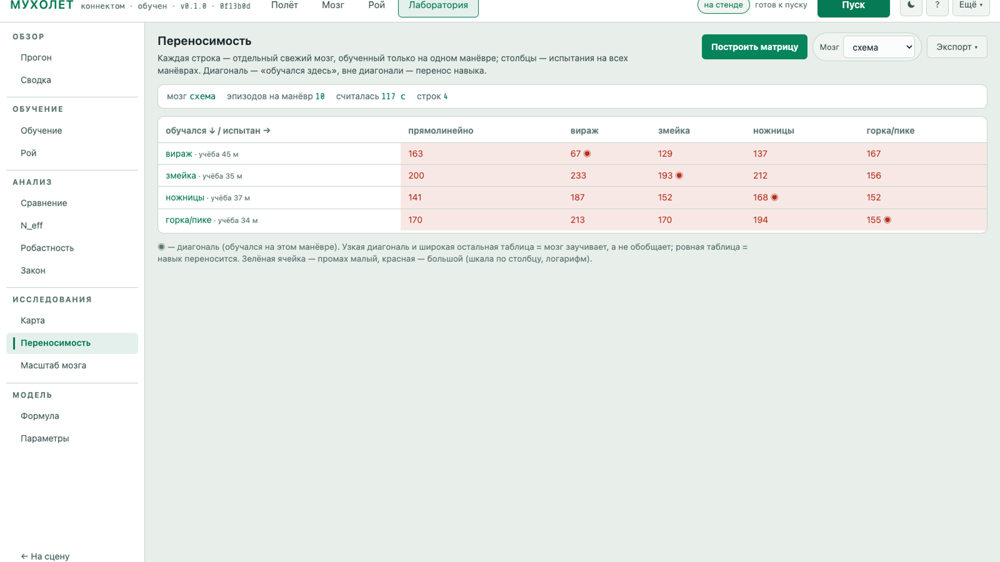 МУХОЛЕТ коннектом · обучен · v0.1.0 · 0f13b0d Полёт Мозг Рой Лаборатория на стенде готов к пуску Пуск ? Ещё ▾
ОБЗОР
Прогон
Сводка
ОБУЧЕНИЕ
Обучение
Рой
АНАЛИЗ
Сравнение
N_eff
Робастность
Закон
ИССЛЕДОВАНИЯ
Карта
Переносимость
Масштаб мозга
МОДЕЛЬ
Формула
Параметры
← На сцену
Переносимость
Каждая строка — отдельный свежий мозг, обученный только на одном манёвре; столбцы — испытания на всех
манёврах. Диагональ — «обучался здесь», вне диагонали — перенос навыка.
Построить матрицу Мозг схема Экспорт ▾
мозг схема эпизодов на манёвр 10 считалась 117 с строк 4
обучался ↓ / испытан → прямолинейно вираж змейка ножницы горка/пике
вираж · учёба 45 м 163 67 ◉ 129 137 167
змейка · учёба 35 м 200 233 193 ◉ 212 156
ножницы · учёба 37 м 141 187 152 168 ◉ 152
горка/пике · учёба 34 м 170 213 170 194 155 ◉
◉ — диагональ (обучался на этом манёвре). Узкая диагональ и широкая остальная таблица = мозг заучивает, а не обобщает; ровная таблица =
навык переносится. Зелёная ячейка — промах малый, красная — большой (шкала по столбцу, логарифм).